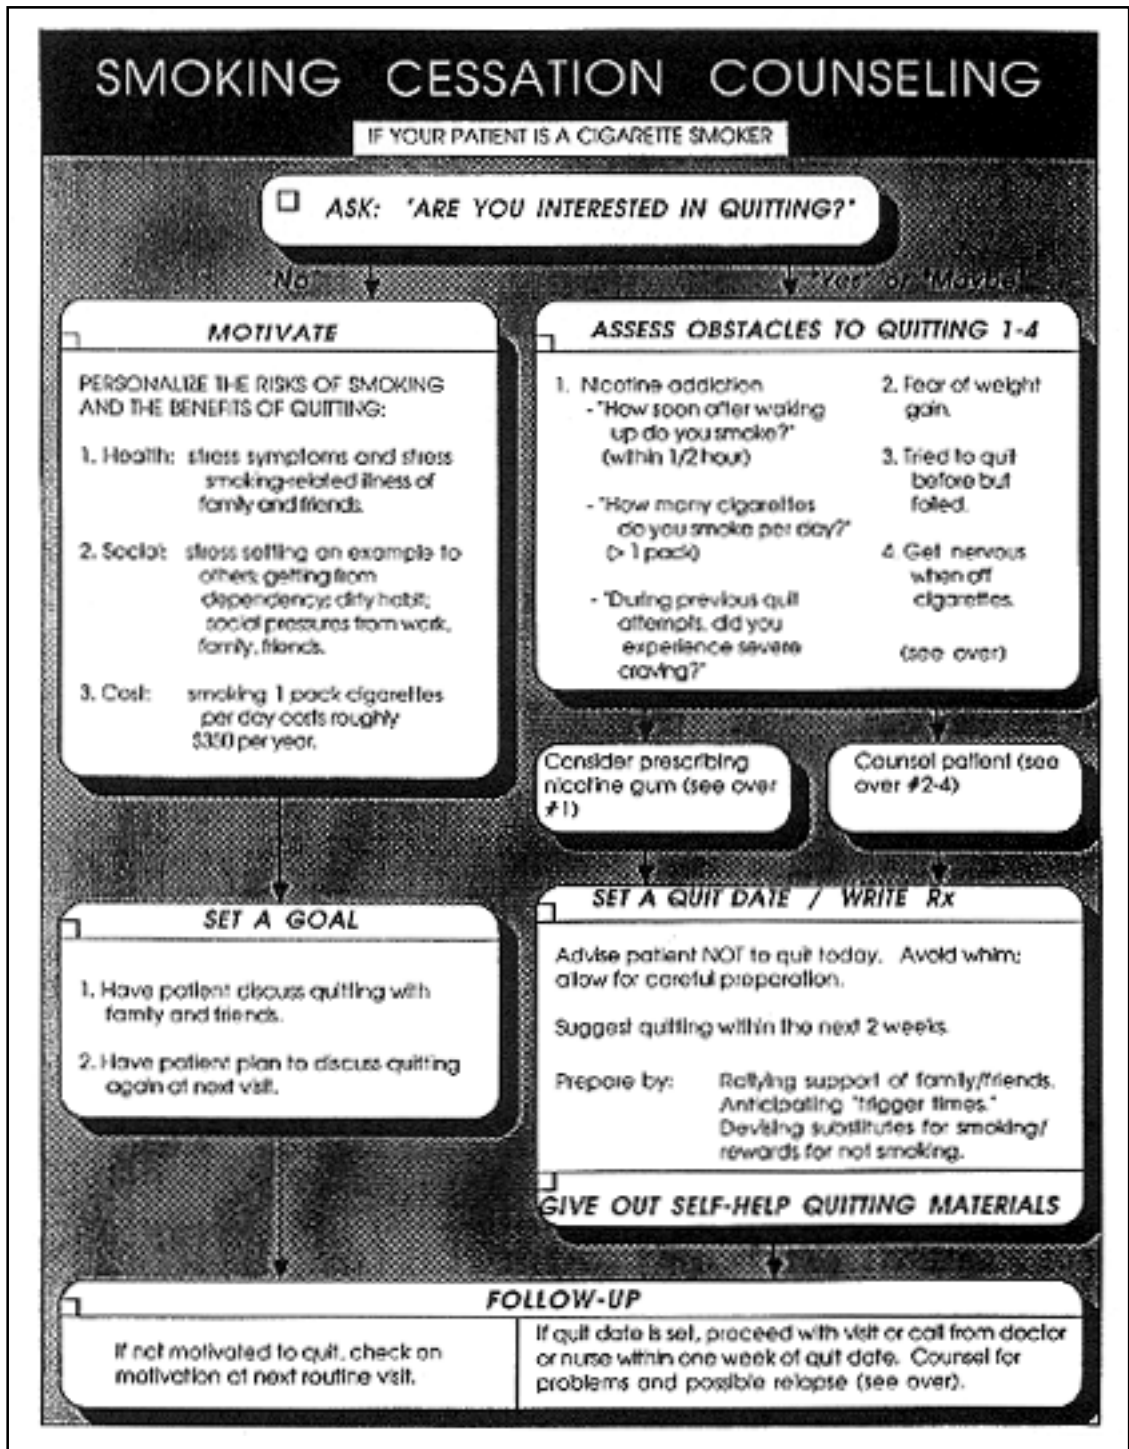 SMOKING CESSATION COUNSELING
IF YOUR PATIENT IS A CIGARETTE SMOKER
ASK: "ARE YOU INTERESTED IN QUITTING?"
"No"
"Yes" or "Maybe"
MOTIVATE
PERSONALIZE THE RISKS OF SMOKING
AND THE BENEFITS OF QUITTING:
1. Health: stress symptoms and stress
smoking-related illness of
family and friends.
2. Social: stress setting an example to
others; getting from
dependency; dirty habit;
social pressures from work,
family, friends.
3. Cost: smoking 1 pack cigarettes
per day costs roughly
$350 per year.
ASSESS OBSTACLES TO QUITTING 1-4
1. Nicotine addiction
- "How soon after waking
up do you smoke?"
(within 1/2 hour)
- "How many cigarettes
do you smoke per day?"
(> 1 pack)
- "During previous quit
attempts, did you
experience severe
craving?"
2. Fear of weight
gain.
3. Tried to quit
before but
failed.
4. Get nervous
when off
cigarettes.
(see over)
Consider prescribing
nicotine gum (see over
#1)
Counsel patient (see
over #2-4)
SET A GOAL
1. Have patient discuss quitting with
family and friends.
2. Have patient plan to discuss quitting
again at next visit.
SET A QUIT DATE / WRITE Rx
Advise patient NOT to quit today. Avoid whim;
allow for careful preparation.
Suggest quitting within the next 2 weeks.
Prepare by: Rallying support of family/friends.
Anticipating "trigger times."
Devising substitutes for smoking/
rewards for not smoking.
GIVE OUT SELF-HELP QUITTING MATERIALS
FOLLOW-UP
If not motivated to quit, check on
motivation at next routine visit.
If quit date is set, proceed with visit or call from doctor
or nurse within one week of quit date. Counsel for
problems and possible relapse (see over).